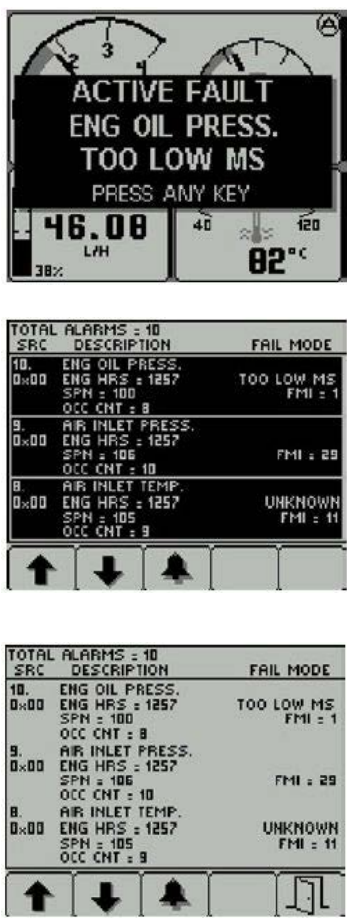 A
2 3 4
ACTIVE FAULT
ENG OIL PRESS.
TOO LOW MS
PRESS ANY KEY
46.08
L/H
38%
40 120
82°C
TOTAL ALARMS : 10
SRC DESCRIPTION FAIL MODE
10. ENG OIL PRESS.
0x00 ENG HRS : 1257 TOO LOW MS
SPN : 100 FMI : 1
OCC CNT : 8
9. AIR INLET PRESS.
0x00 ENG HRS : 1257
SPN : 106 FMI : 29
OCC CNT : 10
8. AIR INLET TEMP.
0x00 ENG HRS : 1257 UNKNOWN
SPN : 105 FMI : 11
OCC CNT : 9
TOTAL ALARMS : 10
SRC DESCRIPTION FAIL MODE
10. ENG OIL PRESS.
0x00 ENG HRS : 1257 TOO LOW MS
SPN : 100 FMI : 1
OCC CNT : 8
9. AIR INLET PRESS.
0x00 ENG HRS : 1257
SPN : 106 FMI : 29
OCC CNT : 10
8. AIR INLET TEMP.
0x00 ENG HRS : 1257 UNKNOWN
SPN : 105 FMI : 11
OCC CNT : 9